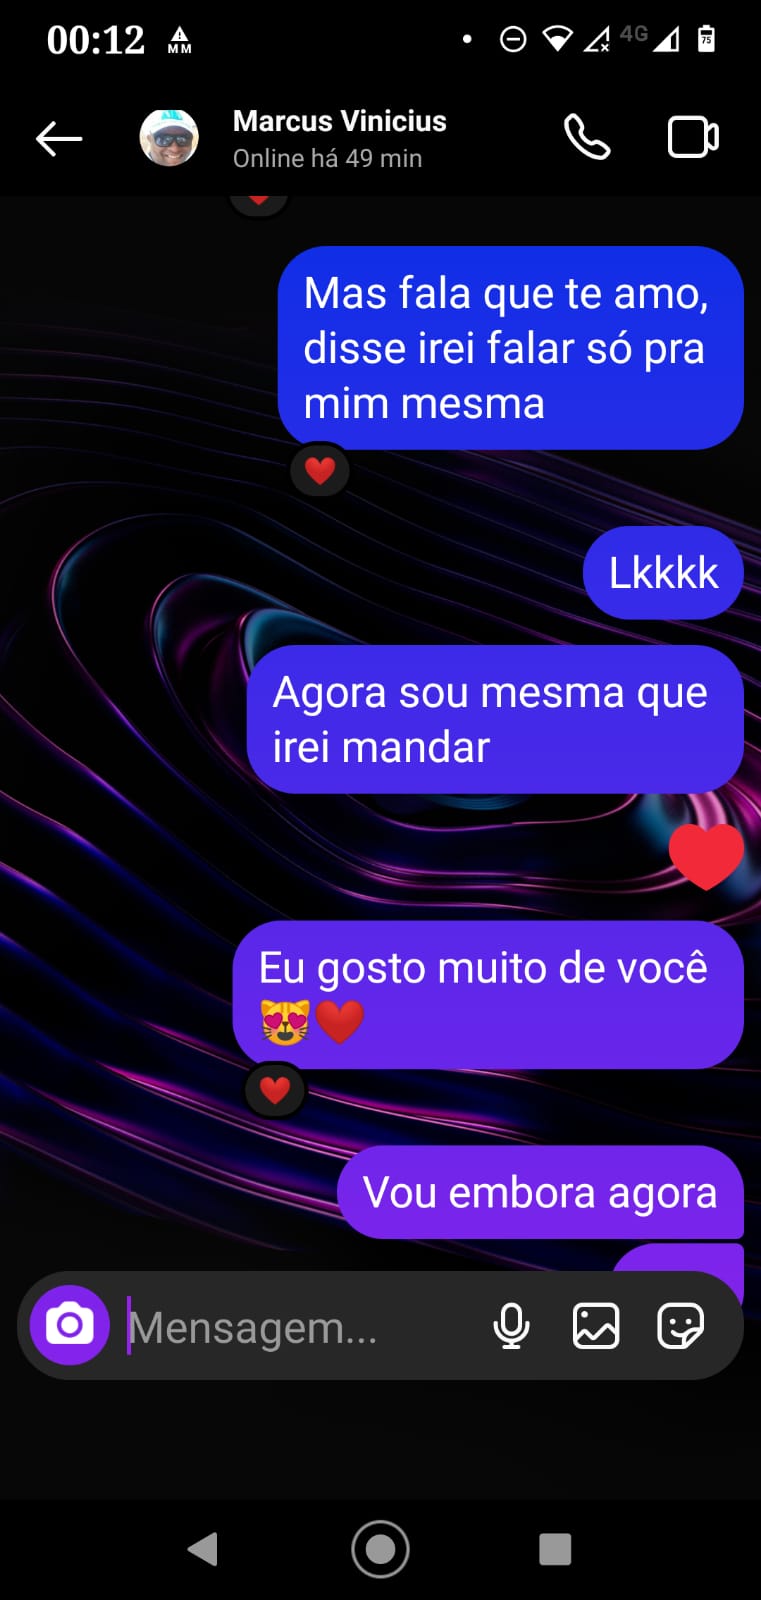 00:12
MM
4G
75
Marcus Vinicius
Online há 49 min
Mas fala que te amo,
disse irei falar só pra
mim mesma
Lkkkk
Agora sou mesma que
irei mandar
Eu gosto muito de você
😻❤️
Vou embora agora
Mensagem...